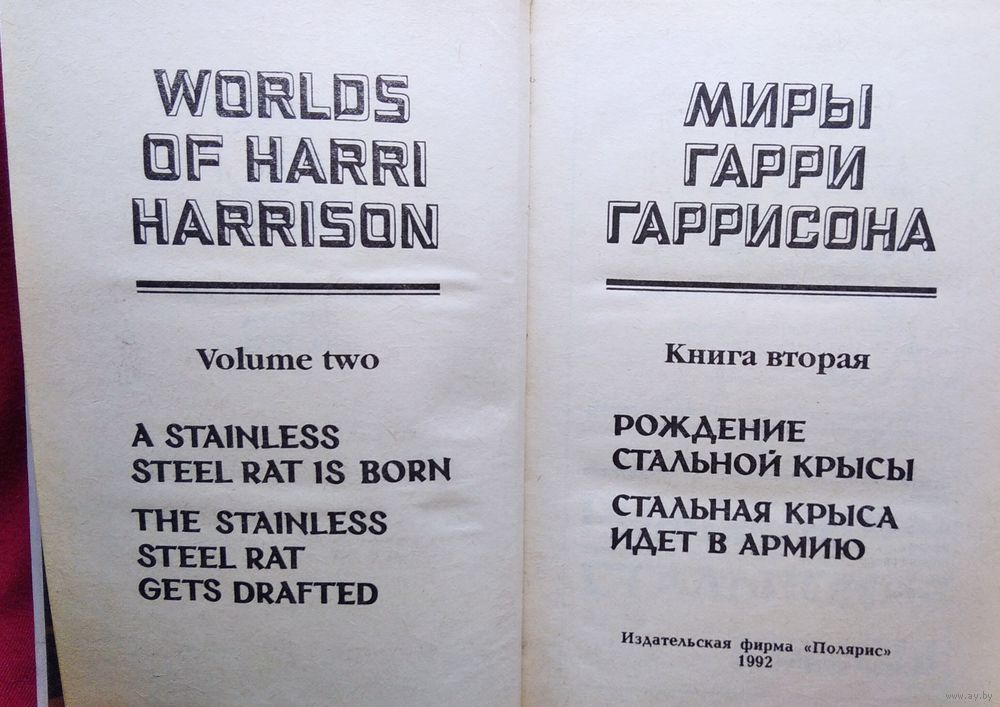 WORLDS
OF HARRI
HARRISON
Volume two
A STAINLESS
STEEL RAT IS BORN
THE STAINLESS
STEEL RAT
GETS DRAFTED
МИРЫ
ГАРРИ
ГАРРИСОНА
Книга вторая
РОЖДЕНИЕ
СТАЛЬНОЙ КРЫСЫ
СТАЛЬНАЯ КРЫСА
ИДЕТ В АРМИЮ
Издательская фирма «Полярис»
1992
www.ay.by